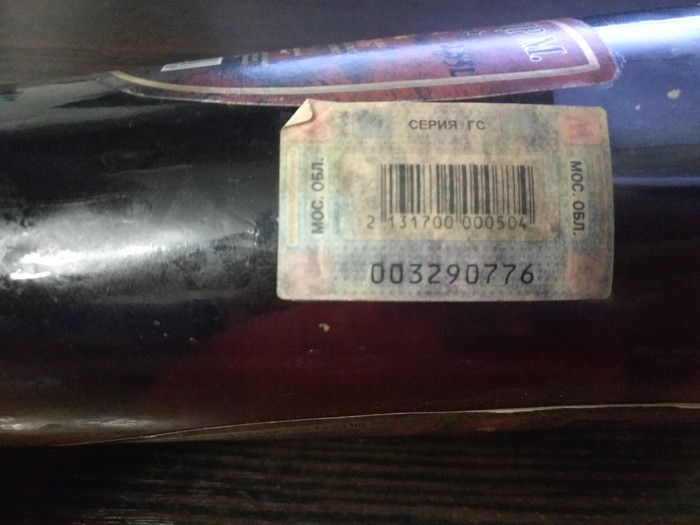 СЕРИЯ ГС
МОС. ОБЛ.
2 131700 000504
МОС. ОБЛ.
003290776